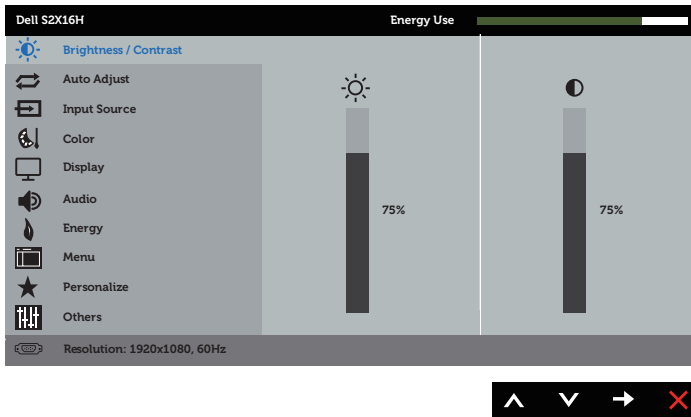 Dell S2X16H
Energy Use
Brightness / Contrast
Auto Adjust
Input Source
Color
Display
Audio
Energy
Menu
Personalize
Others
75%
75%
Resolution: 1920x1080, 60Hz